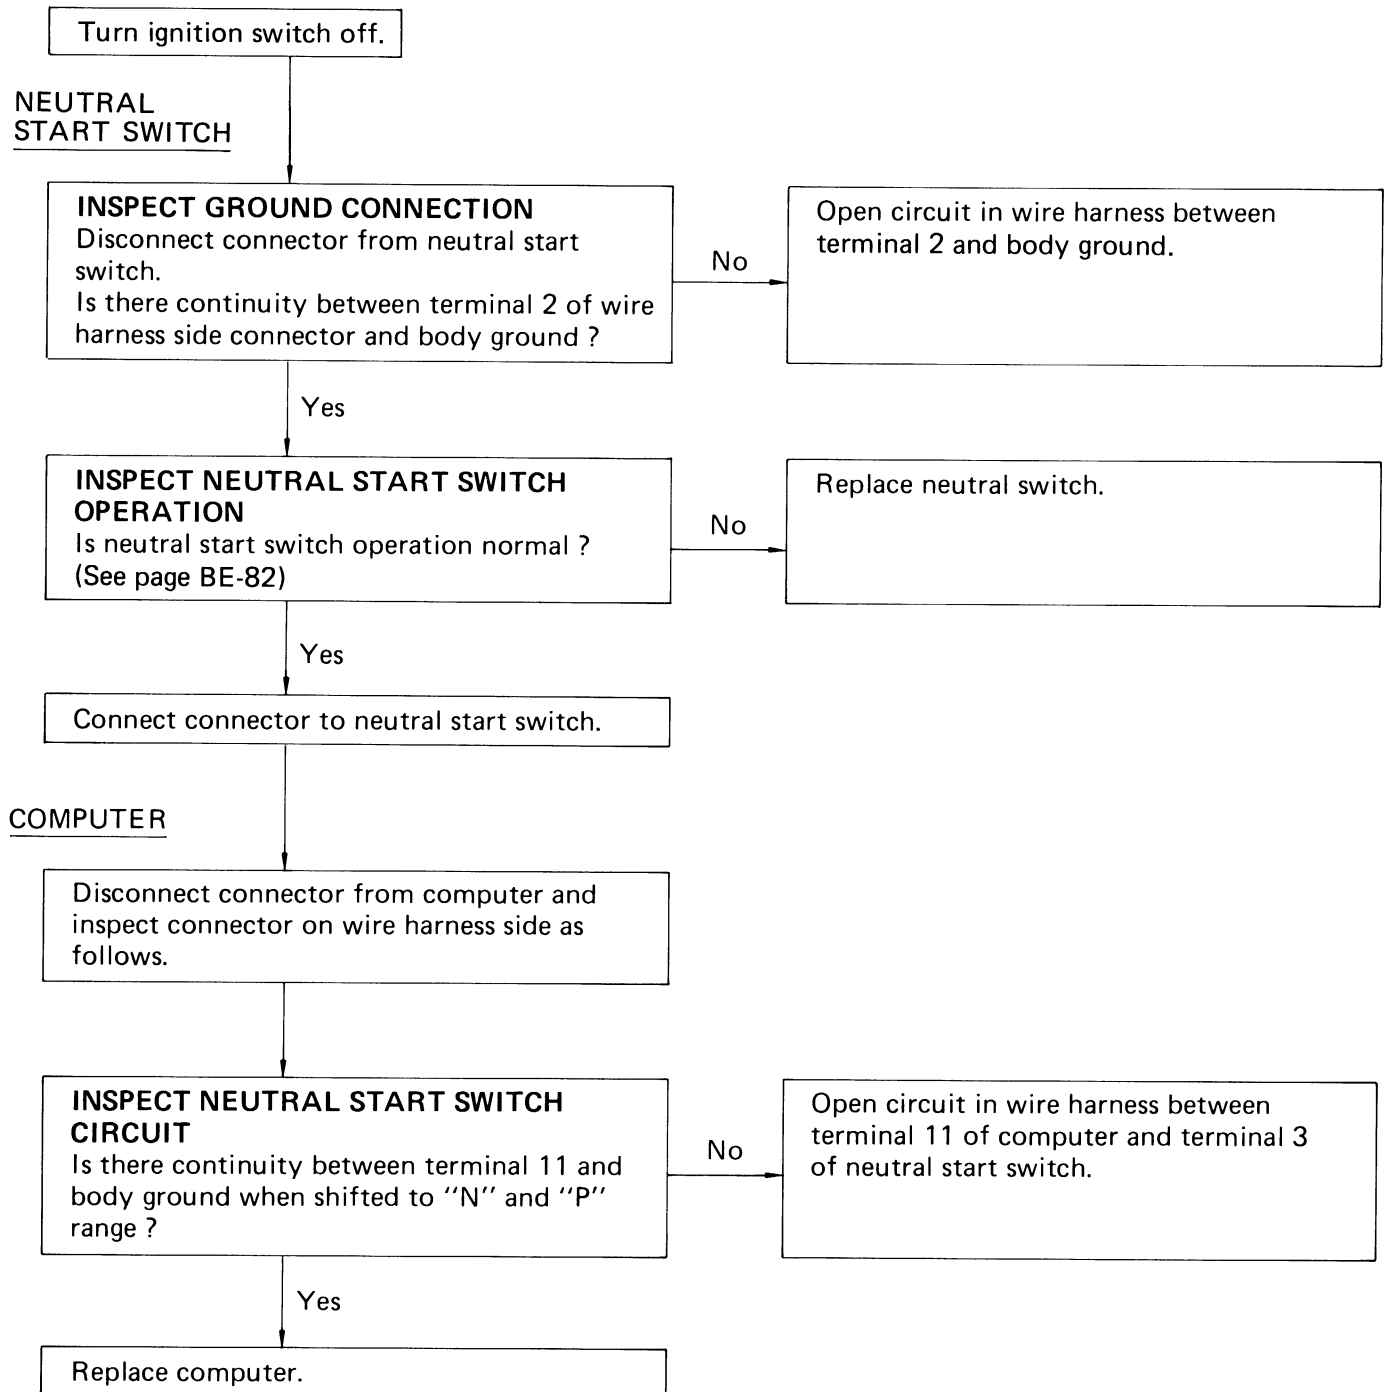 Turn ignition switch off.
NEUTRAL
START SWITCH
INSPECT GROUND CONNECTION
Disconnect connector from neutral start
switch.
Is there continuity between terminal 2 of wire
harness side connector and body ground ?
No
Open circuit in wire harness between
terminal 2 and body ground.
Yes
INSPECT NEUTRAL START SWITCH
OPERATION
Is neutral start switch operation normal ?
(See page BE-82)
No
Replace neutral switch.
Yes
Connect connector to neutral start switch.
COMPUTER
Disconnect connector from computer and
inspect connector on wire harness side as
follows.
INSPECT NEUTRAL START SWITCH
CIRCUIT
Is there continuity between terminal 11 and
body ground when shifted to “N” and “P”
range ?
No
Open circuit in wire harness between
terminal 11 of computer and terminal 3
of neutral start switch.
Yes
Replace computer.